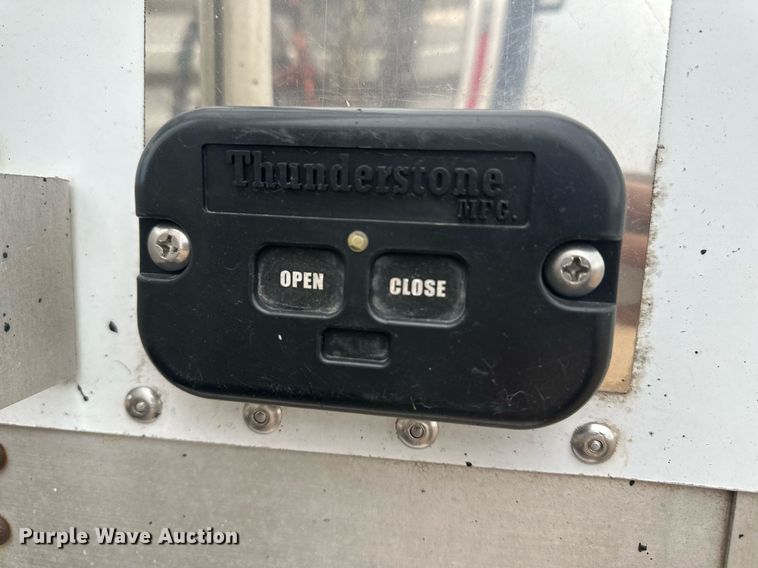 Thunderstone
MFG.
OPEN CLOSE
Purple Wave Auction